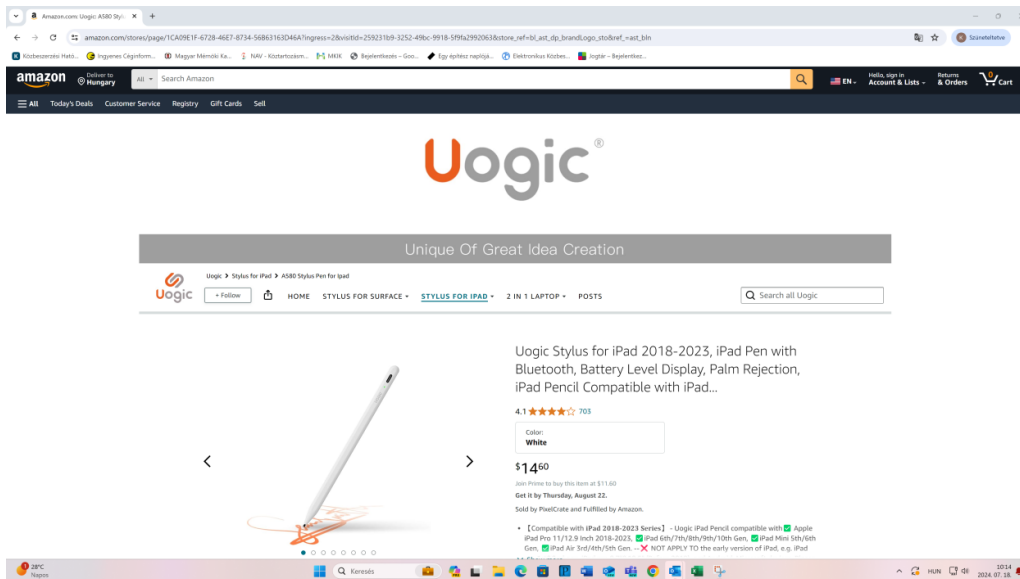 Amazon.com: Uogic: A580 Stylu
amazon.com/stores/page/1CA09E1F-6728-46E7-8734-56863163D46A?ingress=2&visitId=259231b9-3252-49bc-9918-5f9fa2992063&store_ref=bl_ast_dp_brandLogo_sto&ref_=ast_bln
Szüneteltetve
Közbeszerzési Ható... Ingyenes Céginform... Magyar Mérnöki Ka... NAV - Köztartozásm... MKIK Bejelentkezés – Goo... Egy építész naplójá... Elektronikus Közbes... Jogtár – Bejelentkez...
amazon Deliver to Hungary All Search Amazon EN Hello, sign in Account & Lists Returns & Orders 0 Cart
All Today's Deals Customer Service Registry Gift Cards Sell
Uogic®
Unique Of Great Idea Creation
Uogic > Stylus for iPad > A580 Stylus Pen for Ipad
Uogic + Follow HOME STYLUS FOR SURFACE STYLUS FOR IPAD 2 IN 1 LAPTOP POSTS Search all Uogic
Uogic Stylus for iPad 2018-2023, iPad Pen with
Bluetooth, Battery Level Display, Palm Rejection,
iPad Pencil Compatible with iPad...
4.1 703
Color:
White
$1460
Join Prime to buy this item at $11.60
Get it by Thursday, August 22.
Sold by PixelCrate and Fulfilled by Amazon.
• 【Compatible with iPad 2018-2023 Series】 - Uogic iPad Pencil compatible with✅ Apple
iPad Pro 11/12.9 Inch 2018-2023, ✅iPad 6th/7th/8th/9th/10th Gen, ✅iPad Mini 5th/6th
Gen, ✅iPad Air 3rd/4th/5th Gen. --❌ NOT APPLY TO the early version of iPad, e.g. iPad
28°C
Napos
Keresés
HUN
10:14
2024. 07. 18.